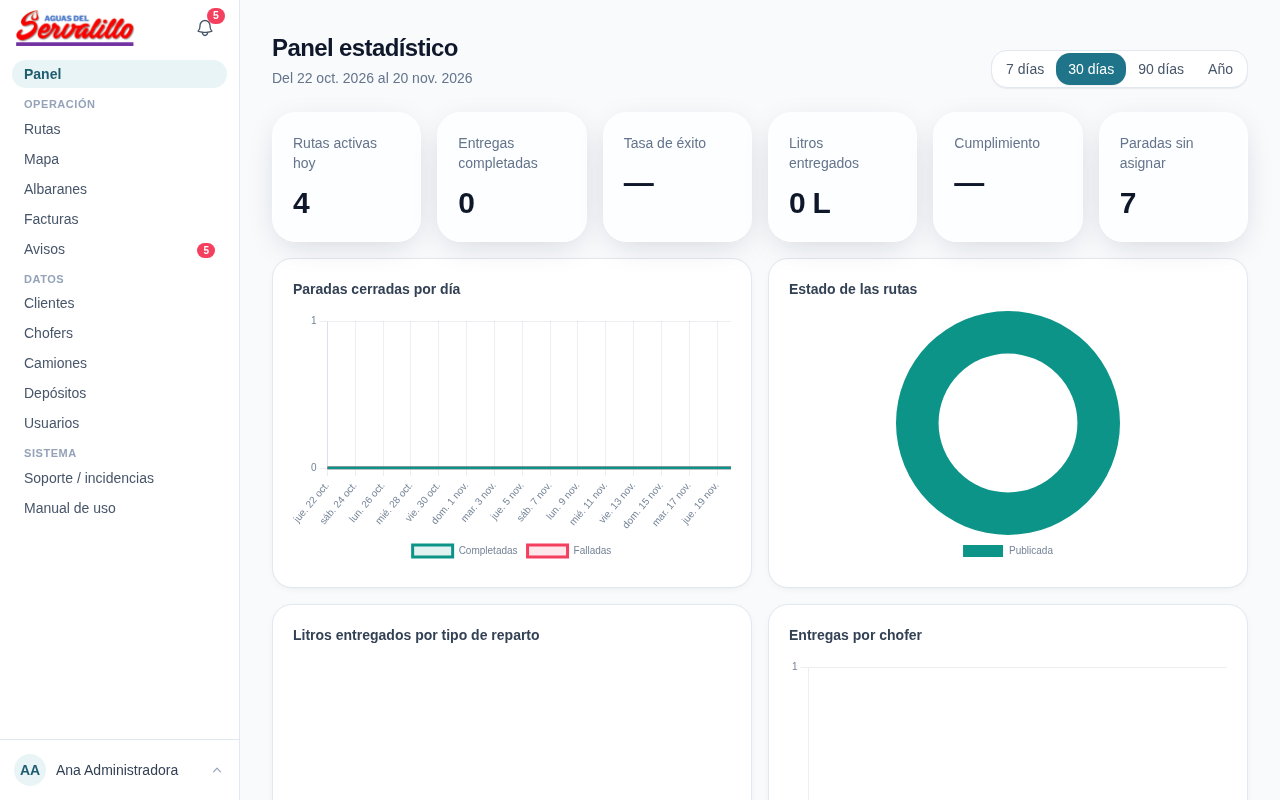 AGUAS DEL
Servalillo
5
Panel
OPERACIÓN
Rutas
Mapa
Albaranes
Facturas
Avisos 5
DATOS
Clientes
Chofers
Camiones
Depósitos
Usuarios
SISTEMA
Soporte / incidencias
Manual de uso
AA Ana Administradora
Panel estadístico
Del 22 oct. 2026 al 20 nov. 2026
7 días 30 días 90 días Año
Rutas activas
hoy
4
Entregas
completadas
0
Tasa de éxito
—
Litros
entregados
0 L
Cumplimiento
—
Paradas sin
asignar
7
Paradas cerradas por día
1
0
jue. 22 oct. sáb. 24 oct. lun. 26 oct. mié. 28 oct. vie. 30 oct. dom. 1 nov. mar. 3 nov. jue. 5 nov. sáb. 7 nov. lun. 9 nov. mié. 11 nov. vie. 13 nov. dom. 15 nov. mar. 17 nov. jue. 19 nov.
Completadas Falladas
Estado de las rutas
Publicada
Litros entregados por tipo de reparto
Entregas por chofer
1